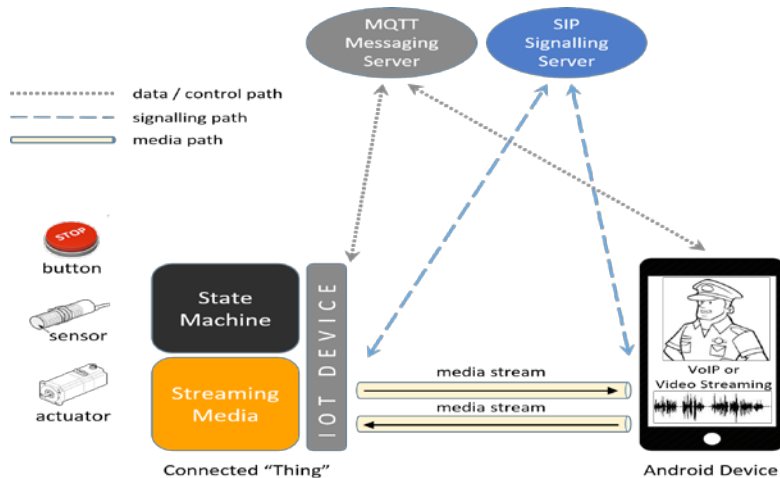 MQTT
Messaging
Server
SIP
Signalling
Server
data / control path
signalling path
media path
STOP
button
sensor
actuator
State
Machine
Streaming
Media
IOT DEVICE
media stream
media stream
VoIP or
Video Streaming
Connected “Thing”
Android Device